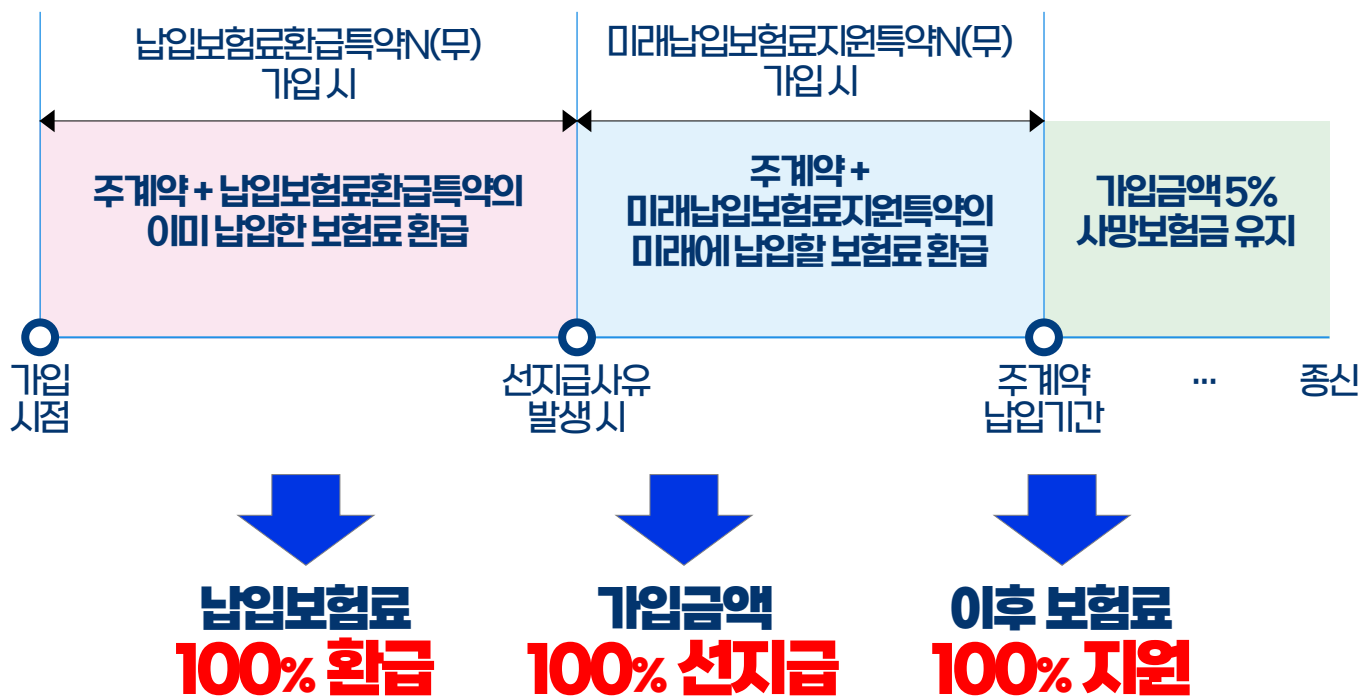 납입보험료환급특약N(무)
가입 시
미래납입보험료지원특약N(무)
가입 시
주계약 + 납입보험료환급특약의
이미 납입한 보험료 환급
주계약 +
미래납입보험료지원특약의
미래에 납입할 보험료 환급
가입금액 5%
사망보험금 유지
가입
시점
선지급사유
발생 시
주계약
납입기간
...
종신
납입보험료
100% 환급
가입금액
100% 선지급
이후 보험료
100% 지원